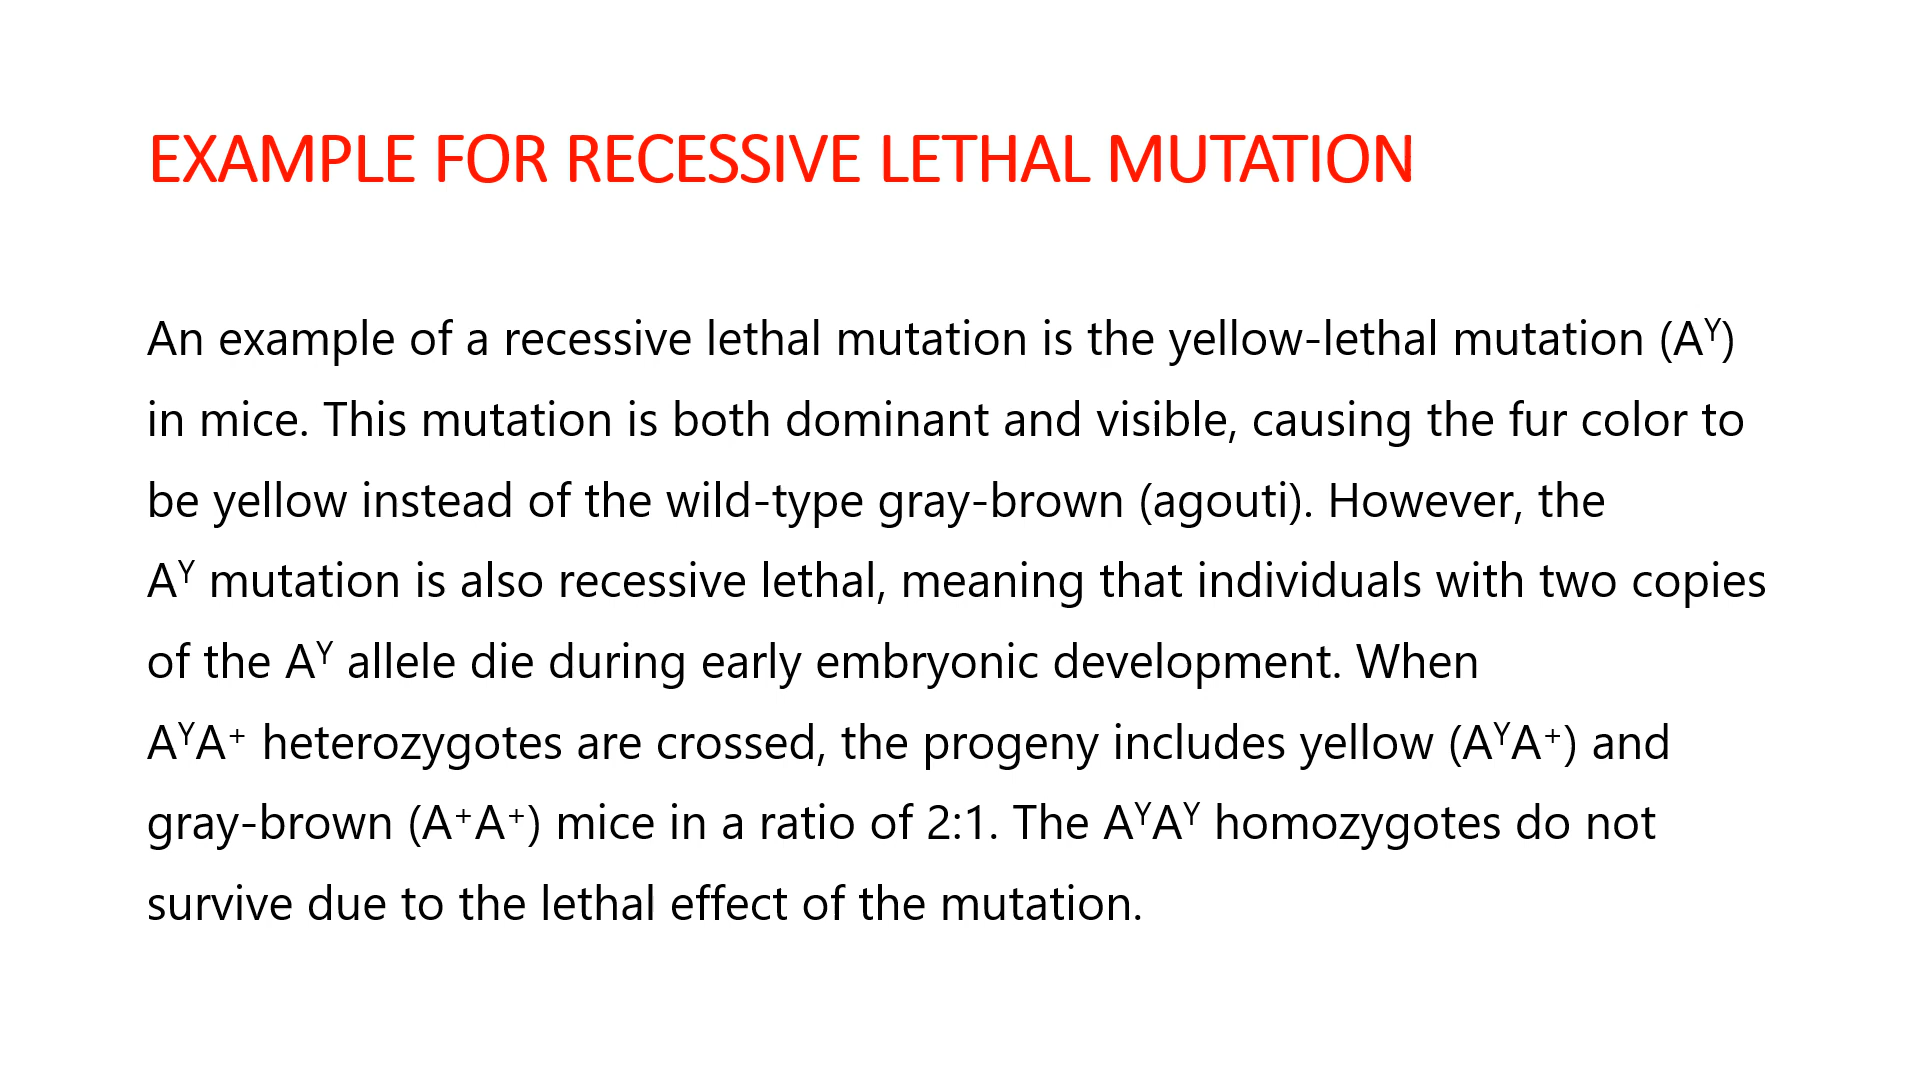 EXAMPLE FOR RECESSIVE LETHAL MUTATION
An example of a recessive lethal mutation is the yellow-lethal mutation (Aʸ)
in mice. This mutation is both dominant and visible, causing the fur color to
be yellow instead of the wild-type gray-brown (agouti). However, the
Aʸ mutation is also recessive lethal, meaning that individuals with two copies
of the Aʸ allele die during early embryonic development. When
AʸA⁺ heterozygotes are crossed, the progeny includes yellow (AʸA⁺) and
gray-brown (A⁺A⁺) mice in a ratio of 2:1. The AʸAʸ homozygotes do not
survive due to the lethal effect of the mutation.